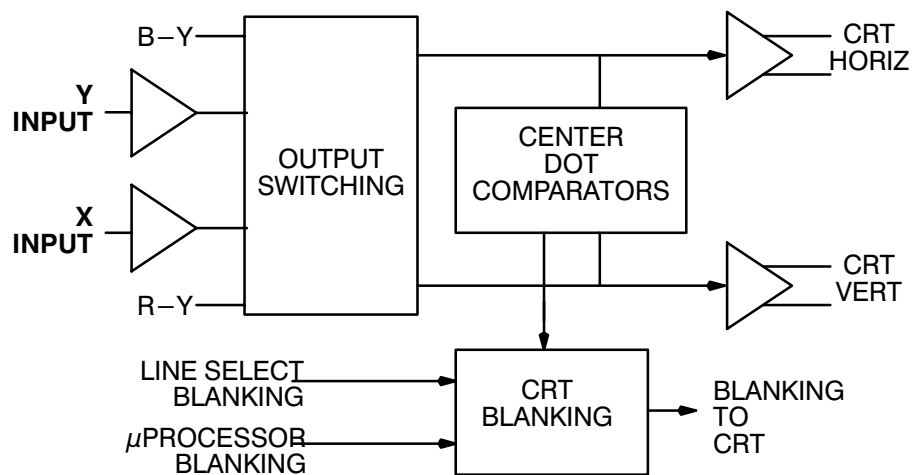 B–Y
Y
INPUT
X
INPUT
R–Y
OUTPUT
SWITCHING
CENTER
DOT
COMPARATORS
CRT
HORIZ
CRT
VERT
LINE SELECT
BLANKING
μPROCESSOR
BLANKING
CRT
BLANKING
BLANKING
TO
CRT